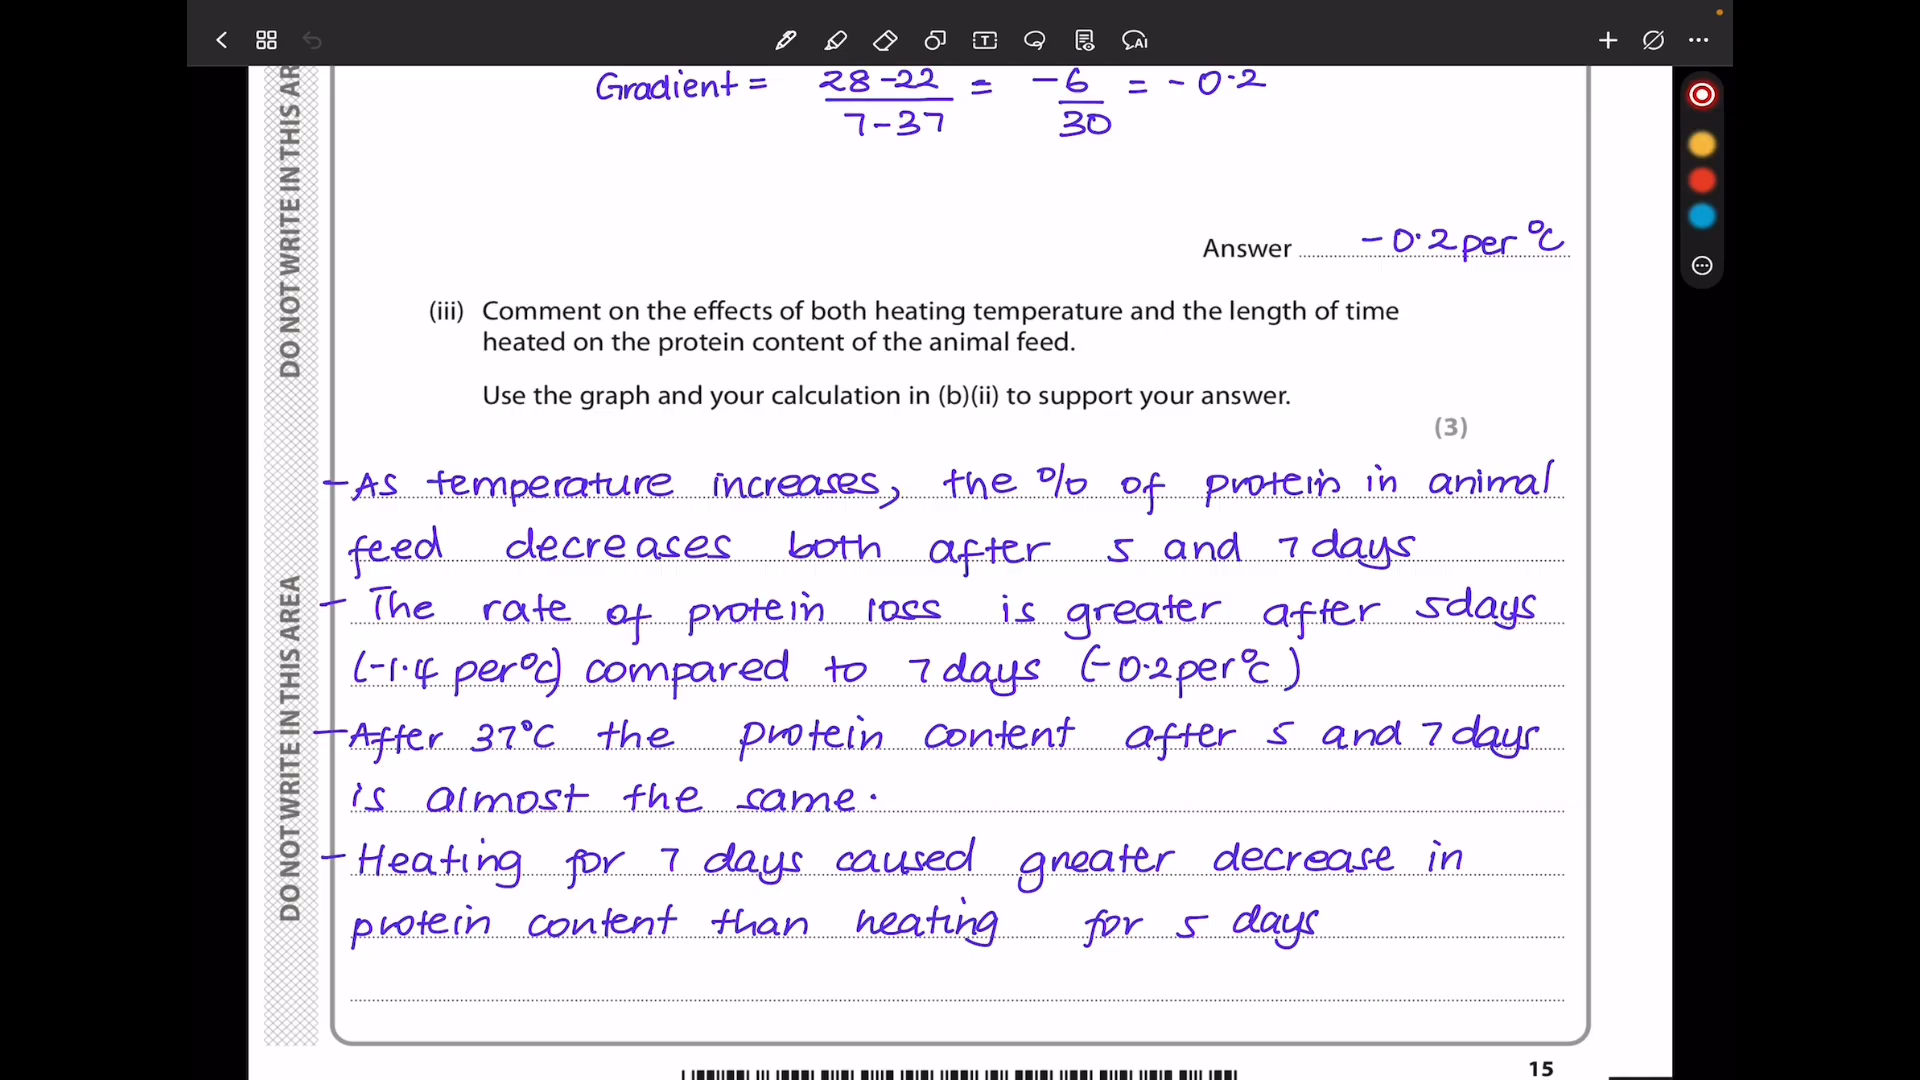 AI
DO NOT WRITE IN THIS AR
Gradient = 28-22 / 7-37 = -6 / 30 = -0.2
Answer -0.2 per °C
(iii) Comment on the effects of both heating temperature and the length of time
heated on the protein content of the animal feed.
Use the graph and your calculation in (b)(ii) to support your answer.
(3)
DO NOT WRITE IN THIS AREA
- As temperature increases, the % of protein in animal
feed decreases both after 5 and 7 days
- The rate of protein loss is greater after 5 days
(-1.4 per °C) compared to 7 days (-0.2 per °C)
- After 37°C the protein content after 5 and 7 days
is almost the same.
- Heating for 7 days caused greater decrease in
protein content than heating for 5 days
15